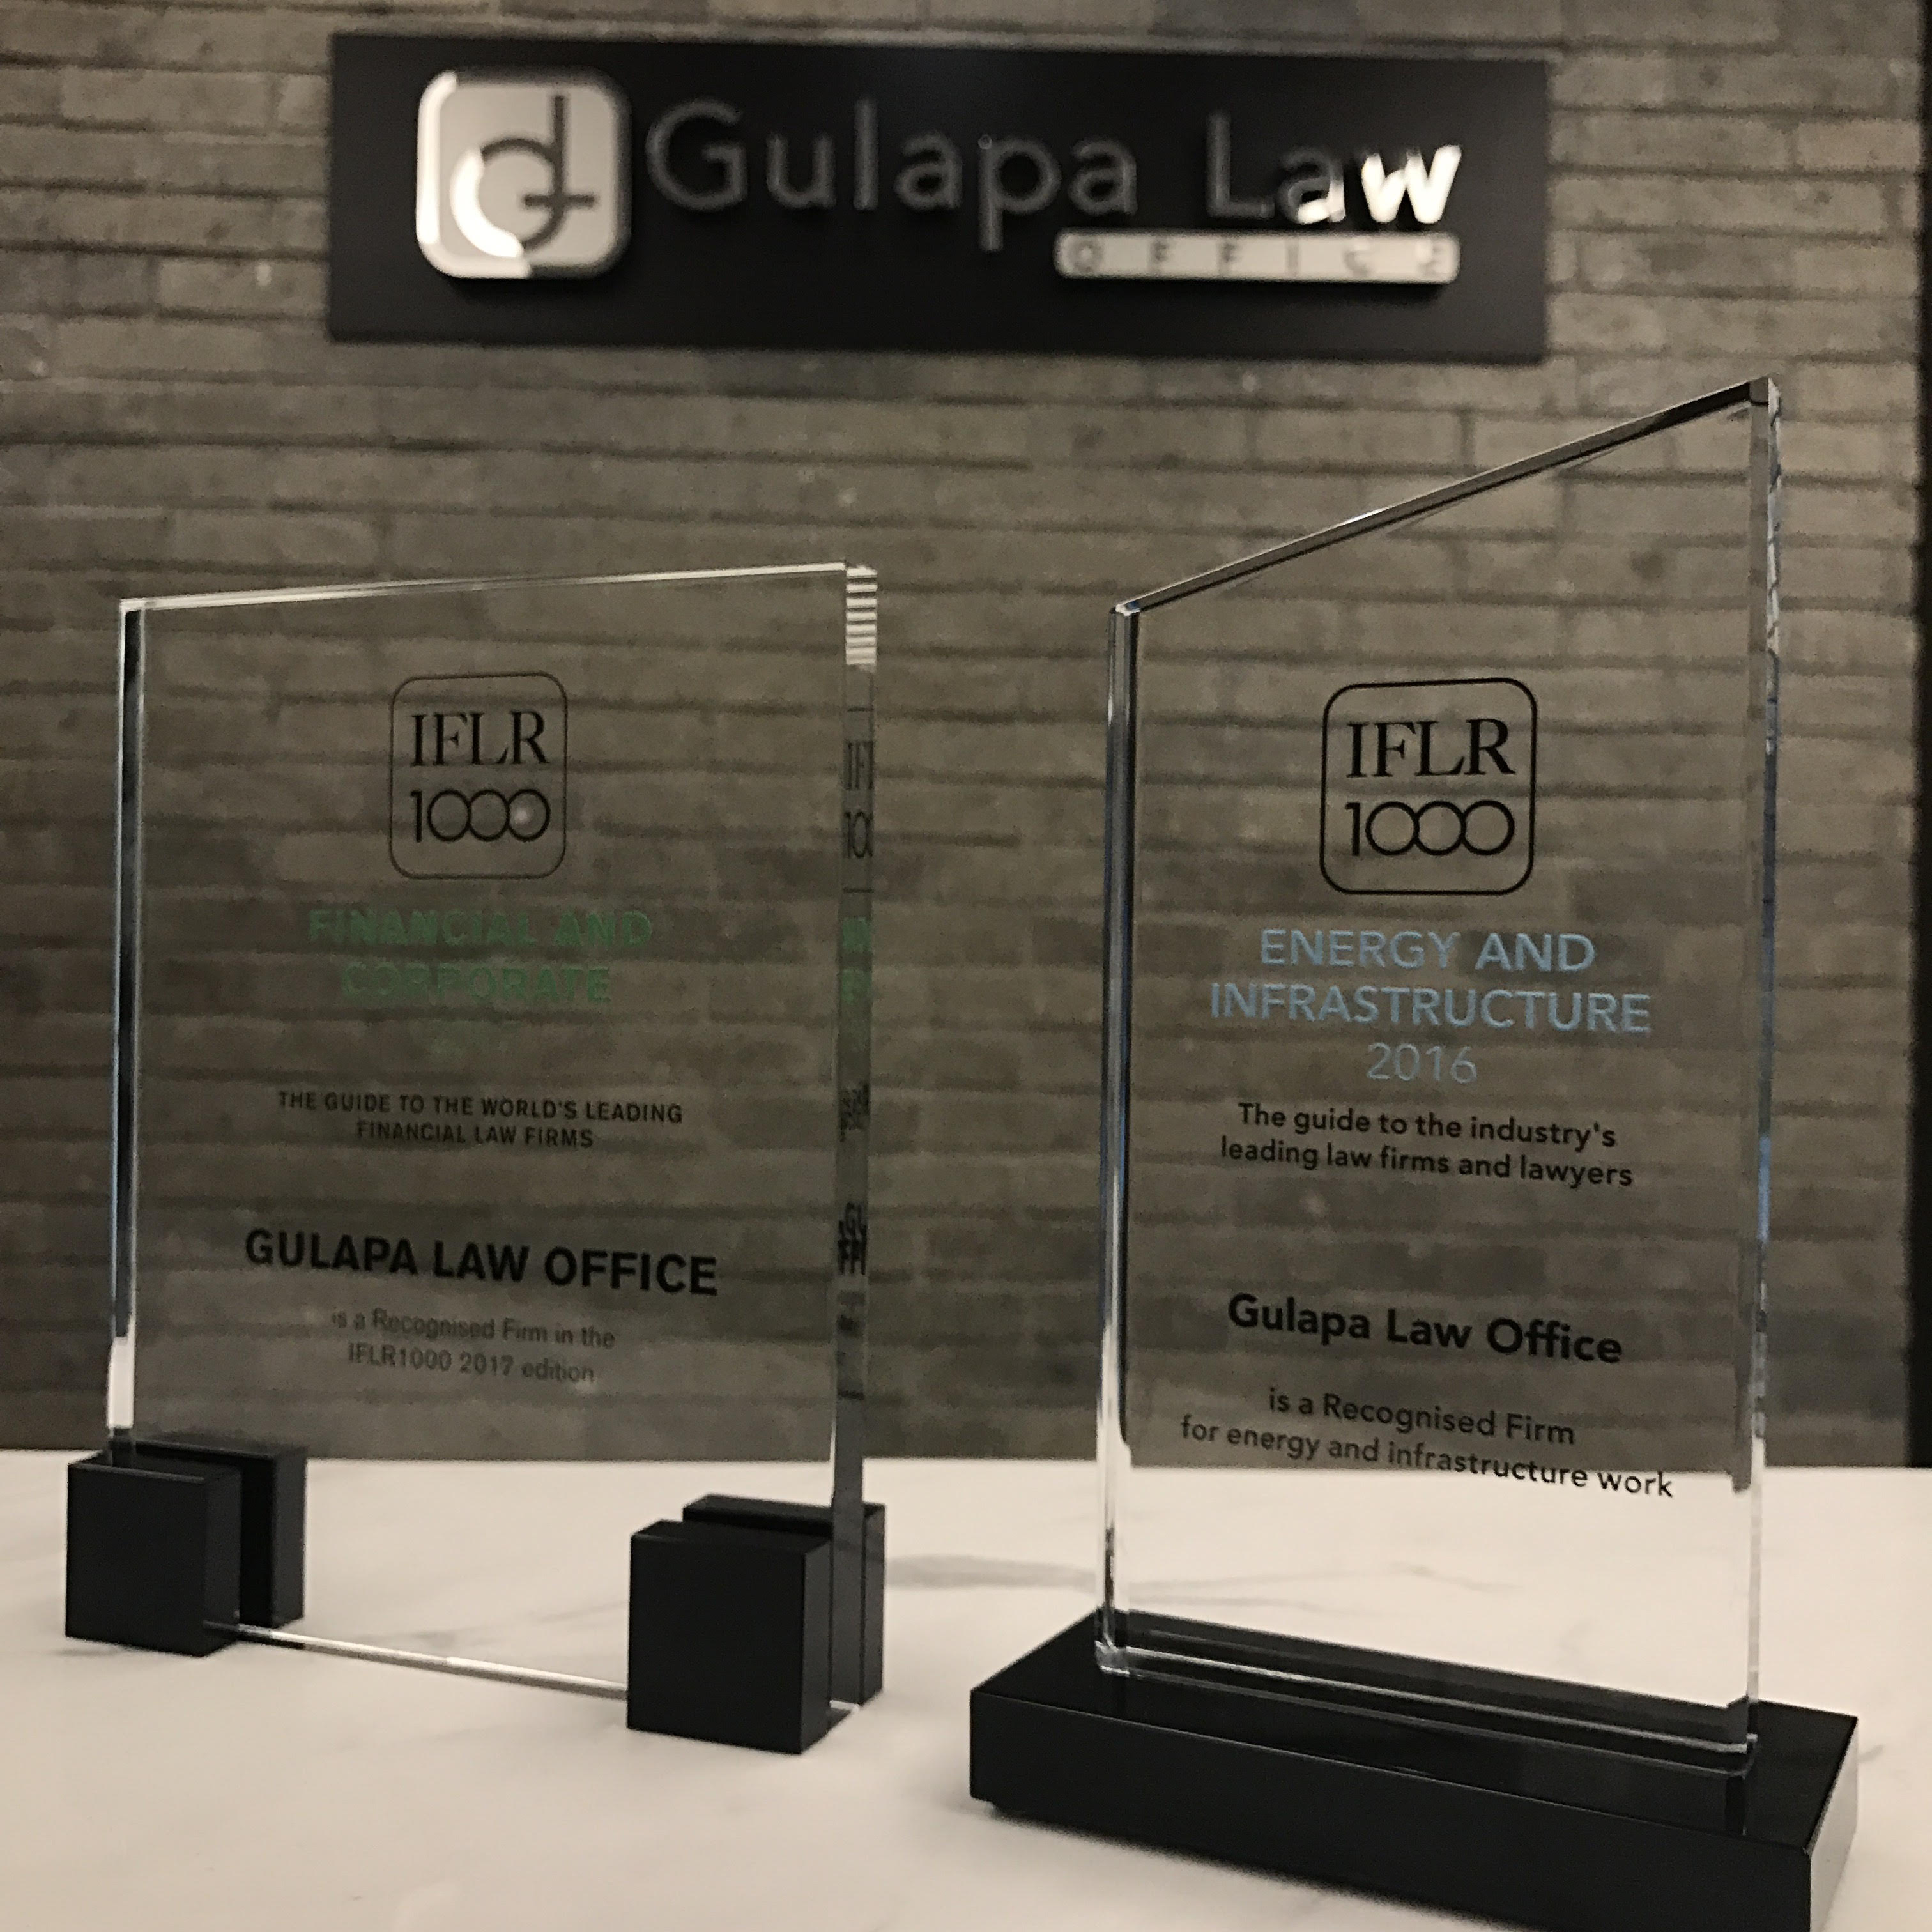 Gulapa Law
OFFICE
IFLR
1000
FINANCIAL AND
CORPORATE
THE GUIDE TO THE WORLD'S LEADING
FINANCIAL LAW FIRMS
GULAPA LAW OFFICE
is a Recognised Firm in the
IFLR1000 2017 edition
IFLR
1000
ENERGY AND
INFRASTRUCTURE
2016
The guide to the industry's
leading law firms and lawyers
Gulapa Law Office
is a Recognised Firm
for energy and infrastructure work